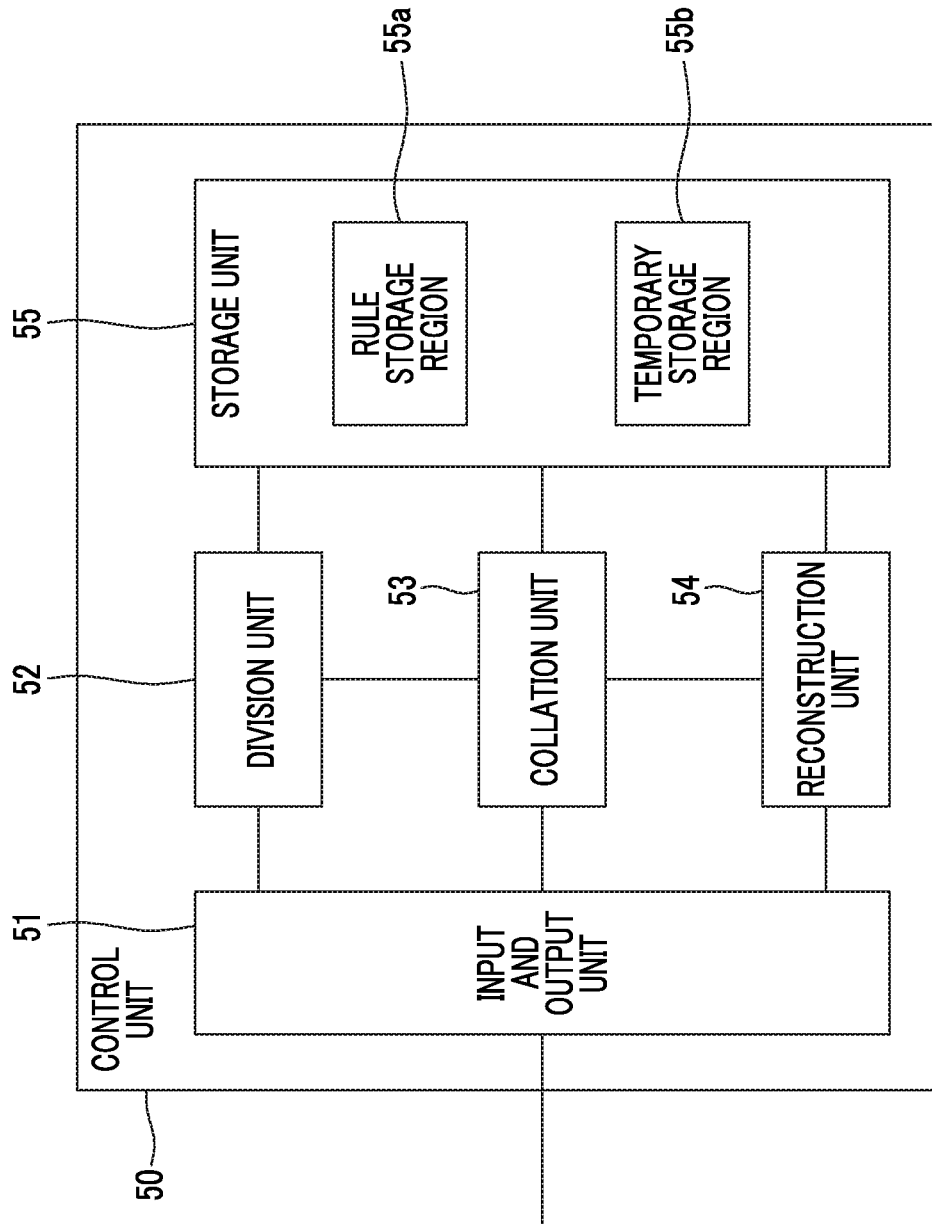 50
CONTROL
UNIT
51
INPUT
AND
OUTPUT
UNIT
52
DIVISION UNIT
53
COLLATION UNIT
54
RECONSTRUCTION
UNIT
55
STORAGE UNIT
RULE
STORAGE
REGION
55a
TEMPORARY
STORAGE
REGION
55b